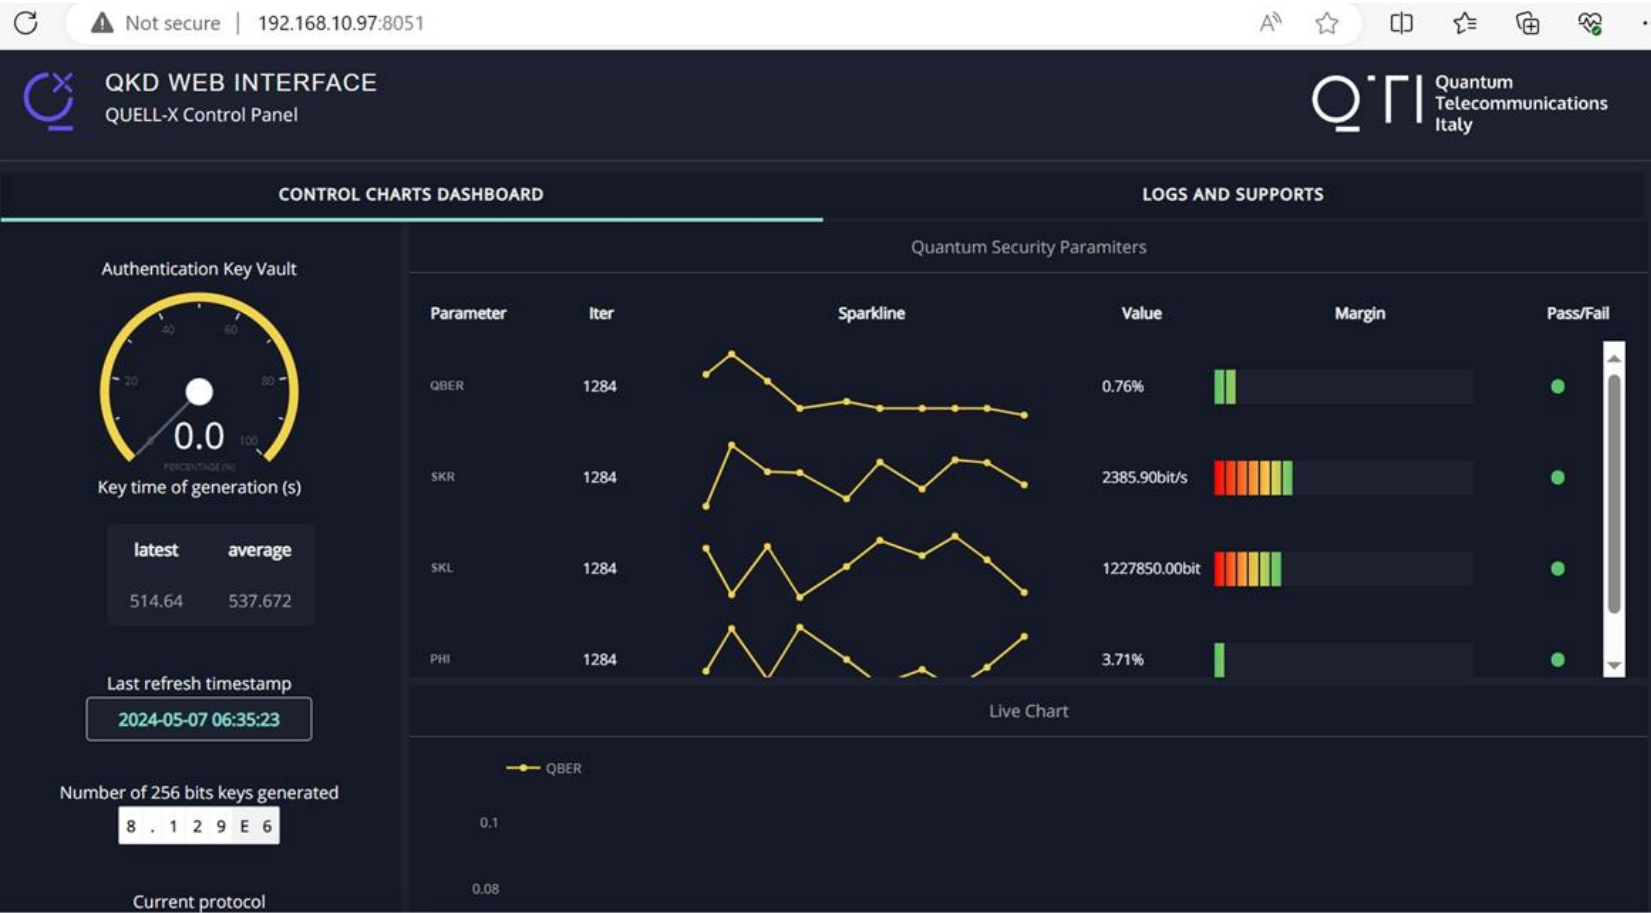 Not secure | 192.168.10.97:8051
QKD WEB INTERFACE
QUELL-X Control Panel
QTI
Quantum
Telecommunications
Italy
CONTROL CHARTS DASHBOARD
LOGS AND SUPPORTS
Authentication Key Vault
0 20 40 60 80 100
0.0
PERCENTAGE (%)
Key time of generation (s)
latest average
514.64 537.672
Last refresh timestamp
2024-05-07 06:35:23
Number of 256 bits keys generated
8.129E6
Current protocol
Quantum Security Paramiters
Parameter Iter Sparkline Value Margin Pass/Fail
QBER 1284 0.76%
SKR 1284 2385.90bit/s
SKL 1284 1227850.00bit
PHI 1284 3.71%
Live Chart
QBER
0.1
0.08